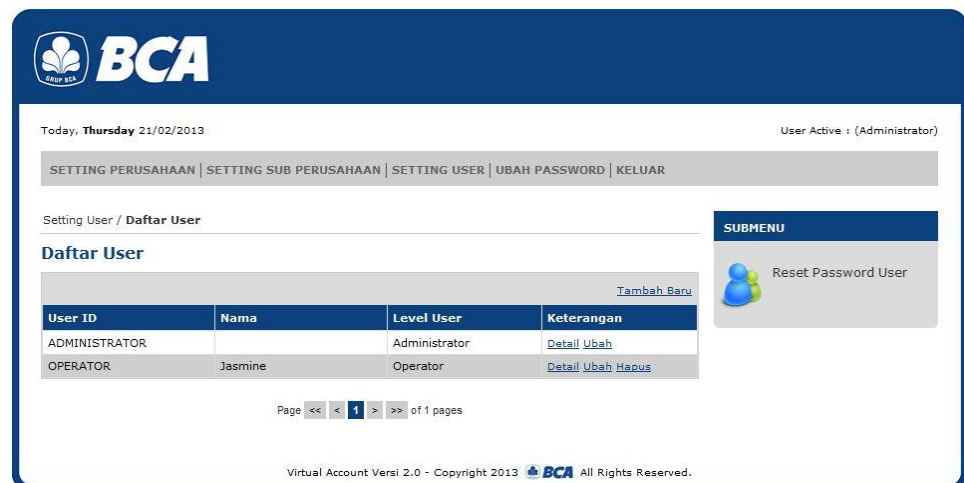 GRUP BCA
BCA
Today, Thursday 21/02/2013
User Active : (Administrator)
SETTING PERUSAHAAN | SETTING SUB PERUSAHAAN | SETTING USER | UBAH PASSWORD | KELUAR
Setting User / Daftar User
SUBMENU
Daftar User
Reset Password User
Tambah Baru
User ID Nama Level User Keterangan
ADMINISTRATOR Administrator Detail Ubah
OPERATOR Jasmine Operator Detail Ubah Hapus
Page << < 1 > >> of 1 pages
Virtual Account Versi 2.0 - Copyright 2013 BCA All Rights Reserved.